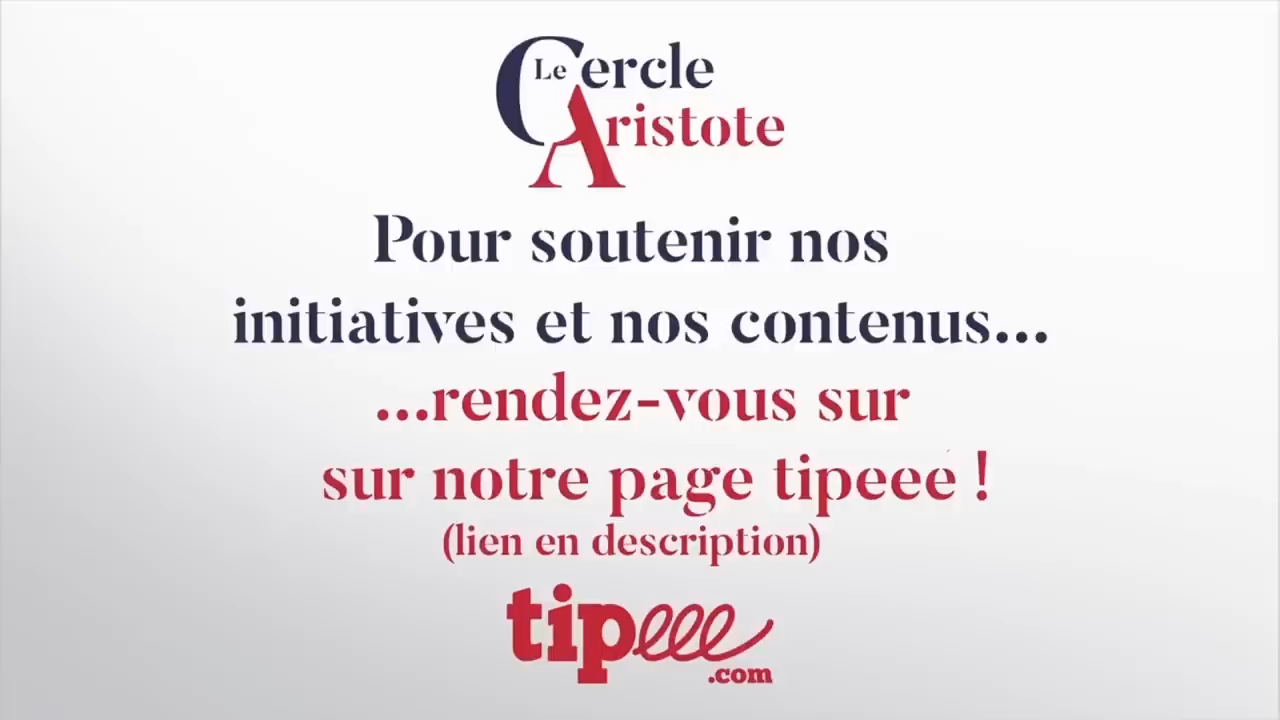 Le Cercle
Aristote
Pour soutenir nos
initiatives et nos contenus...
...rendez-vous sur
sur notre page tipeeé !
(lien en description)
tipeee
.com